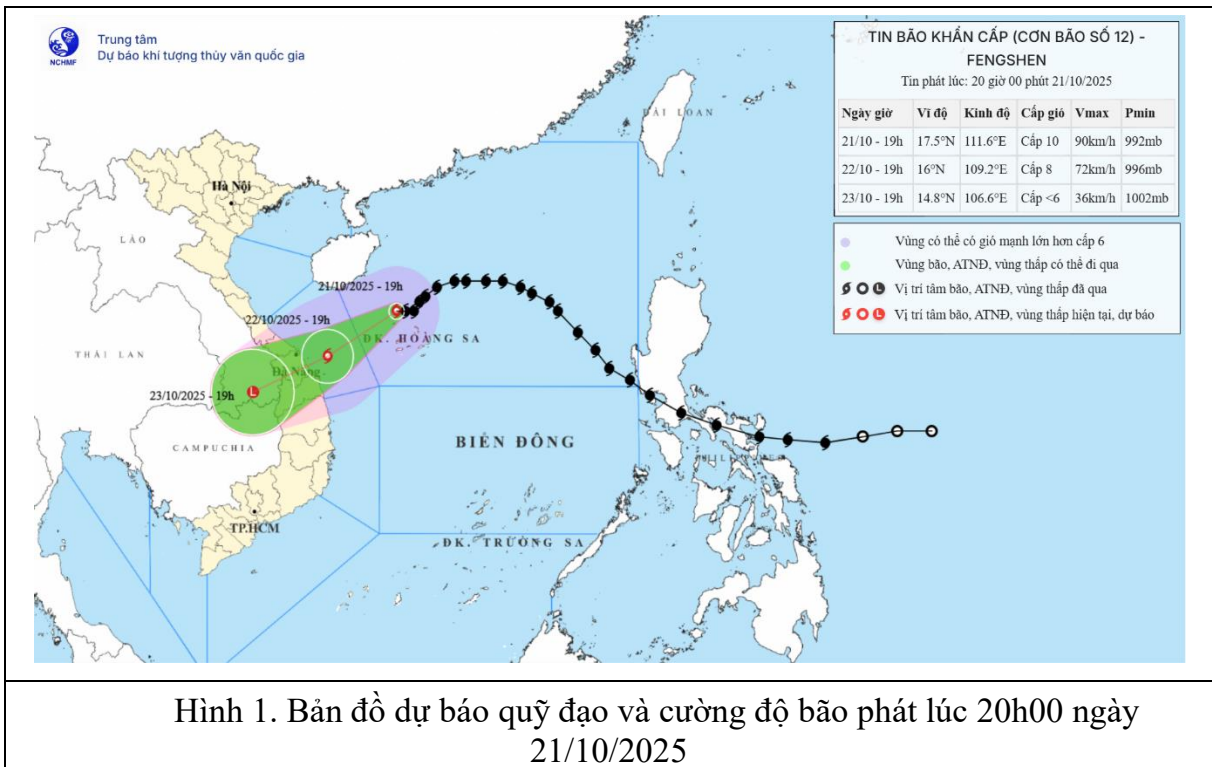 Trung tâm
Dự báo khí tượng thủy văn quốc gia
NCHMF
TIN BÃO KHẨN CẤP (CƠN BÃO SỐ 12) -
FENGSHEN
Tin phát lúc: 20 giờ 00 phút 21/10/2025
Ngày giờ Vĩ độ Kinh độ Cấp gió Vmax Pmin
21/10 - 19h 17.5°N 111.6°E Cấp 10 90km/h 992mb
22/10 - 19h 16°N 109.2°E Cấp 8 72km/h 996mb
23/10 - 19h 14.8°N 106.6°E Cấp <6 36km/h 1002mb
Vùng có thể có gió mạnh lớn hơn cấp 6
Vùng bão, ATNĐ, vùng thấp có thể đi qua
Vị trí tâm bão, ATNĐ, vùng thấp đã qua
Vị trí tâm bão, ATNĐ, vùng thấp hiện tại, dự báo
ĐÀI LOAN
Hà Nội
LÀO
21/10/2025 - 19h
22/10/2025 - 19h
ĐK. HOÀNG SA
THÁI LAN
Đà Nẵng
23/10/2025 - 19h
L
CAMPUCHIA
BIỂN ĐÔNG
PHILIPPINES
TP.HCM
ĐK. TRƯỜNG SA
Hình 1. Bản đồ dự báo quỹ đạo và cường độ bão phát lúc 20h00 ngày
21/10/2025